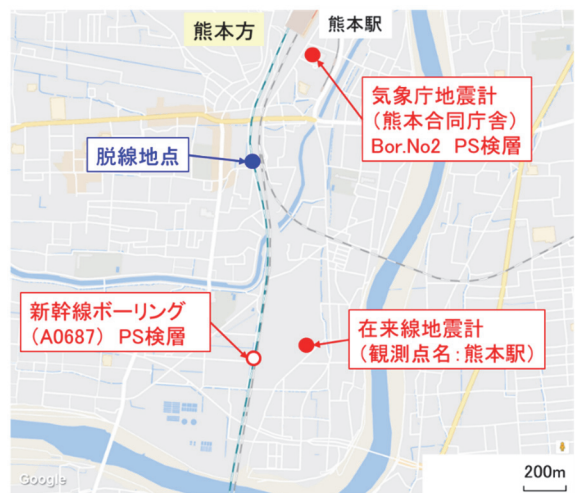 熊本方
熊本駅
気象庁地震計
（熊本合同庁舎）
Bor.No2 PS検層
脱線地点
新幹線ボーリング
（A0687） PS検層
在来線地震計
（観測点名：熊本駅）
Google
200m